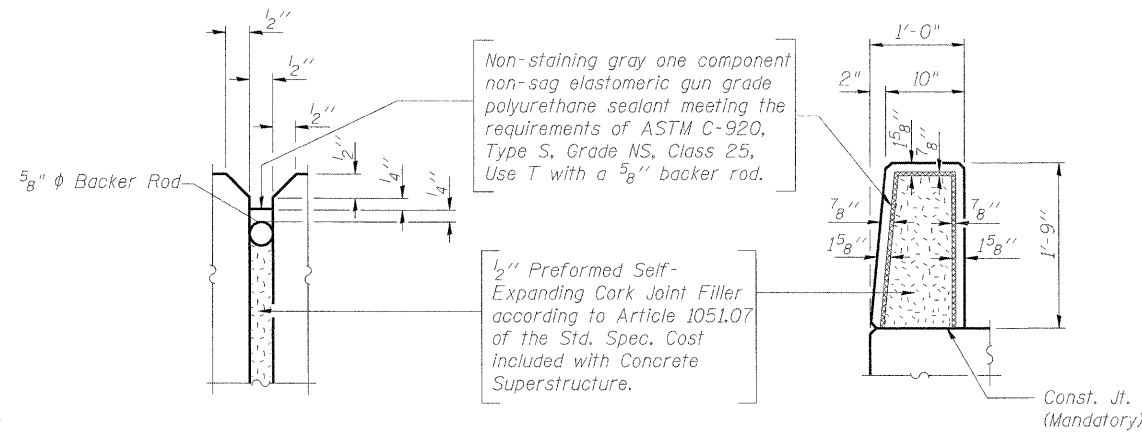 1/2"
1/2"
1/2"
1/2"
1/4"
1/4"
5/8" ϕ Backer Rod
Non-staining gray one component
non-sag elastomeric gun grade
polyurethane sealant meeting the
requirements of ASTM C-920,
Type S, Grade NS, Class 25,
Use T with a 5/8" backer rod.
1/2" Preformed Self-
Expanding Cork Joint Filler
according to Article 1051.07
of the Std. Spec. Cost
included with Concrete
Superstructure.
1'-0"
2"
10"
1 5/8"
7/8"
7/8"
7/8"
1 5/8"
1 5/8"
1'-9"
Const. Jt.
(Mandatory)